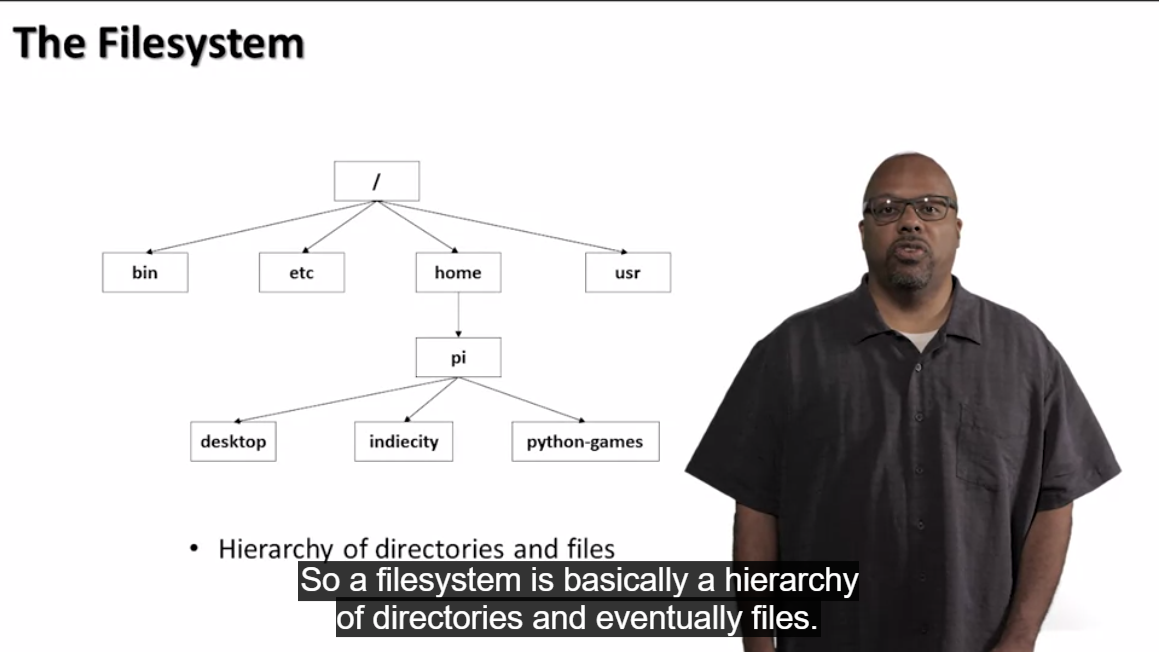 The Filesystem
/
bin
etc
home
usr
pi
desktop
indiecity
python-games
• Hierarchy of directories and files
So a filesystem is basically a hierarchy
of directories and eventually files.